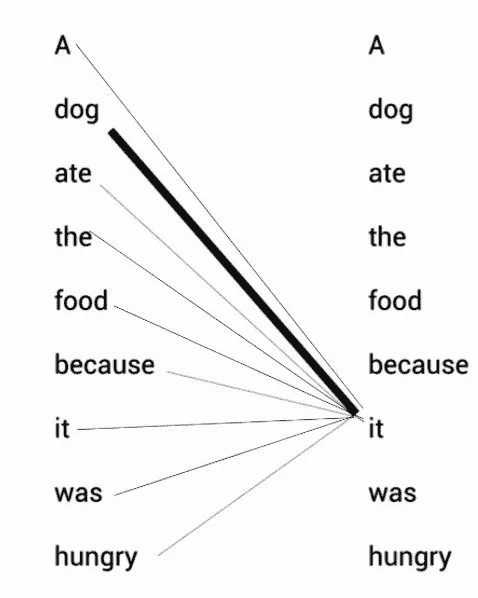 A A
dog dog
ate ate
the the
food food
because because
it it
was was
hungry hungry